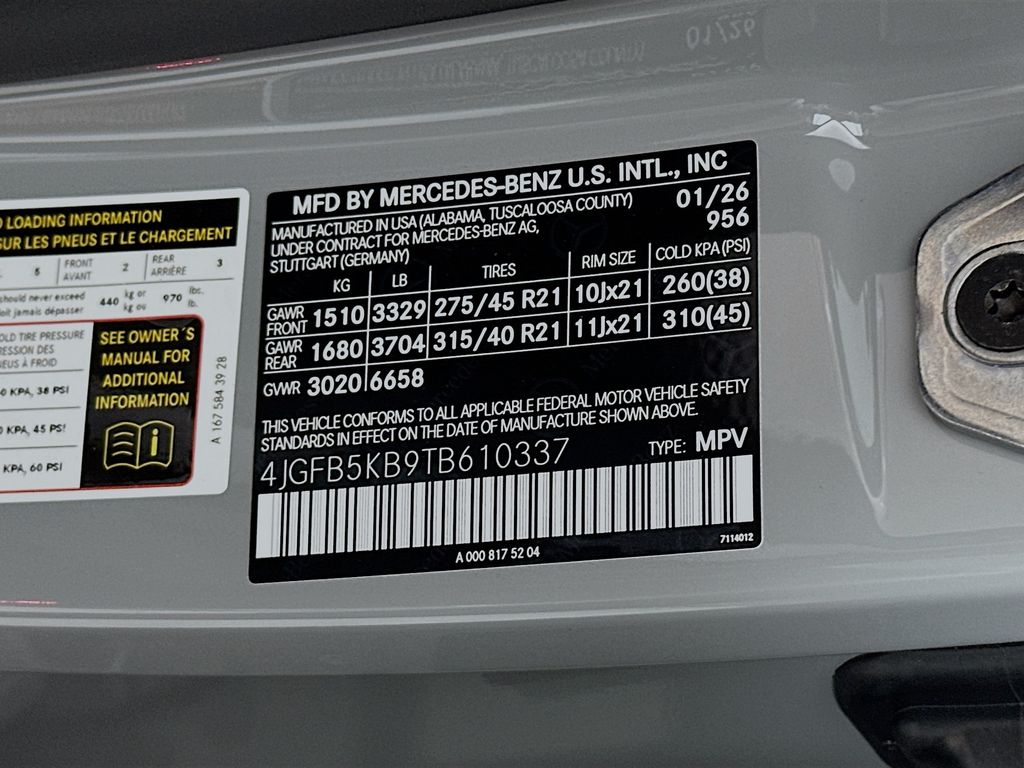 LOADING INFORMATION
SUR LES PNEUS ET LE CHARGEMENT
5 FRONT AVANT 2 REAR ARRIÈRE 3
should never exceed 440 kg or 970 lbs.
jamais dépasser kg ou lb.
OLD TIRE PRESSURE
À FROID
KPA, 38 PSI
KPA, 45 PSI
KPA, 60 PSI
SEE OWNER´S
MANUAL FOR
ADDITIONAL
INFORMATION
A 167 584 39 28
MFD BY MERCEDES-BENZ U.S. INTL., INC
MANUFACTURED IN USA (ALABAMA, TUSCALOOSA COUNTY) 01/26
UNDER CONTRACT FOR MERCEDES-BENZ AG, 956
STUTTGART (GERMANY)
KG LB TIRES RIM SIZE COLD KPA (PSI)
GAWR FRONT 1510 3329 275/45 R21 10Jx21 260(38)
GAWR REAR 1680 3704 315/40 R21 11Jx21 310(45)
GVWR 3020 6658
THIS VEHICLE CONFORMS TO ALL APPLICABLE FEDERAL MOTOR VEHICLE SAFETY
STANDARDS IN EFFECT ON THE DATE OF MANUFACTURE SHOWN ABOVE.
4JGFB5KB9TB610337 TYPE: MPV
A 000 817 52 04
7114012